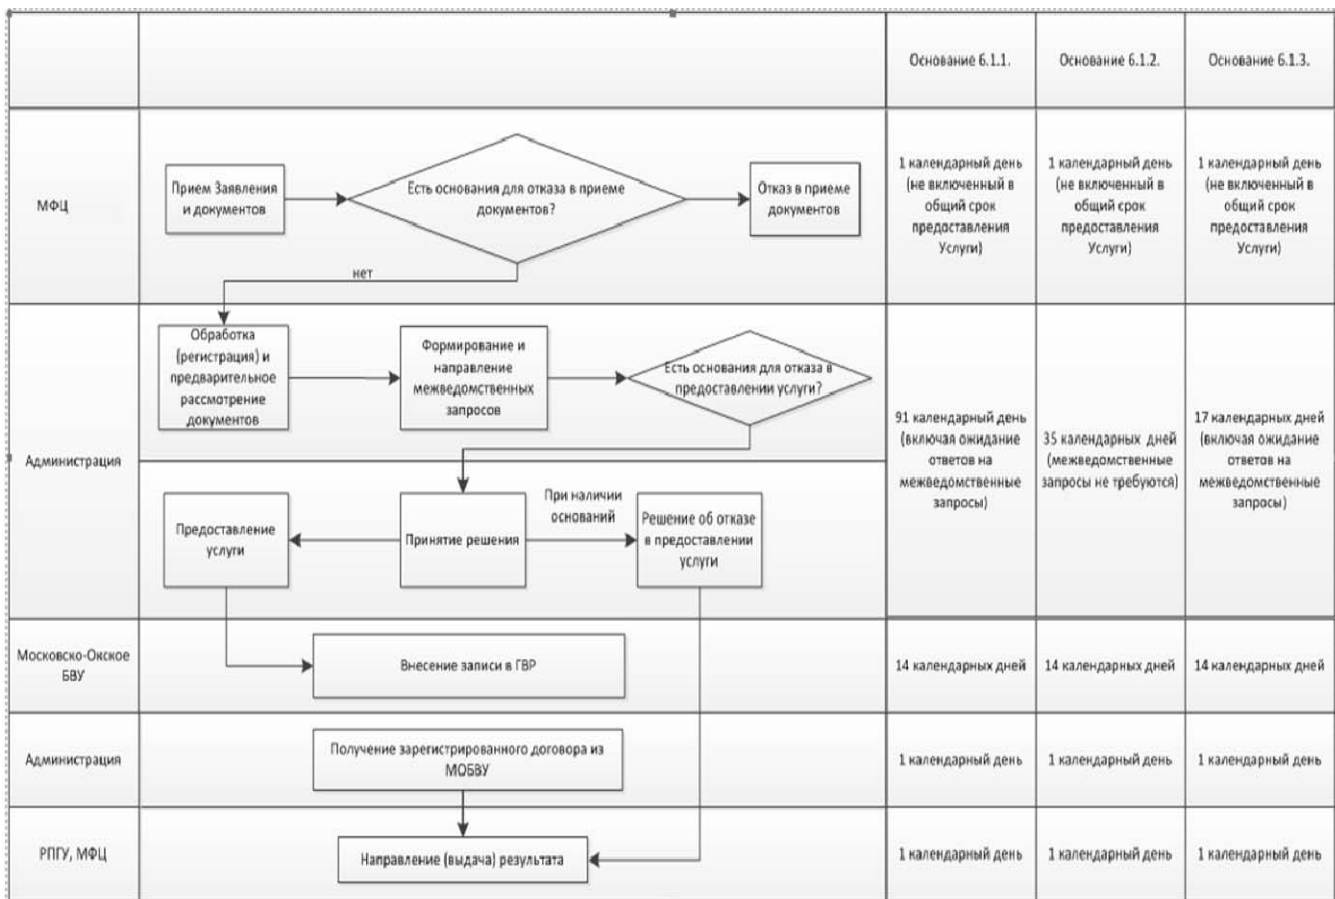 Основание 6.1.1.
Основание 6.1.2.
Основание 6.1.3.
МФЦ
Прием Заявления
и документов
Есть основания для отказа в приеме
документов?
Отказ в приеме
документов
нет
1 календарный день
(не включенный в
общий срок
предоставления
Услуги)
1 календарный день
(не включенный в
общий срок
предоставления
Услуги)
1 календарный день
(не включенный в
общий срок
предоставления
Услуги)
Администрация
Обработка
(регистрация) и
предварительное
рассмотрение
документов
Формирование и
направление
межведомственных
запросов
Есть основания для отказа в
предоставлении услуги?
Предоставление
услуги
Принятие решения
При наличии
оснований
Решение об отказе
в предоставлении
услуги
91 календарный день
(включая ожидание
ответов на
межведомственные
запросы)
35 календарных дней
(межведомственные
запросы не требуются)
17 календарных дней
(включая ожидание
ответов на
межведомственные
запросы)
Московско-Окское
БВУ
Внесение записи в ГВР
14 календарных дней
14 календарных дней
14 календарных дней
Администрация
Получение зарегистрированного договора из
МОБВУ
1 календарный день
1 календарный день
1 календарный день
РПГУ, МФЦ
Направление (выдача) результата
1 календарный день
1 календарный день
1 календарный день